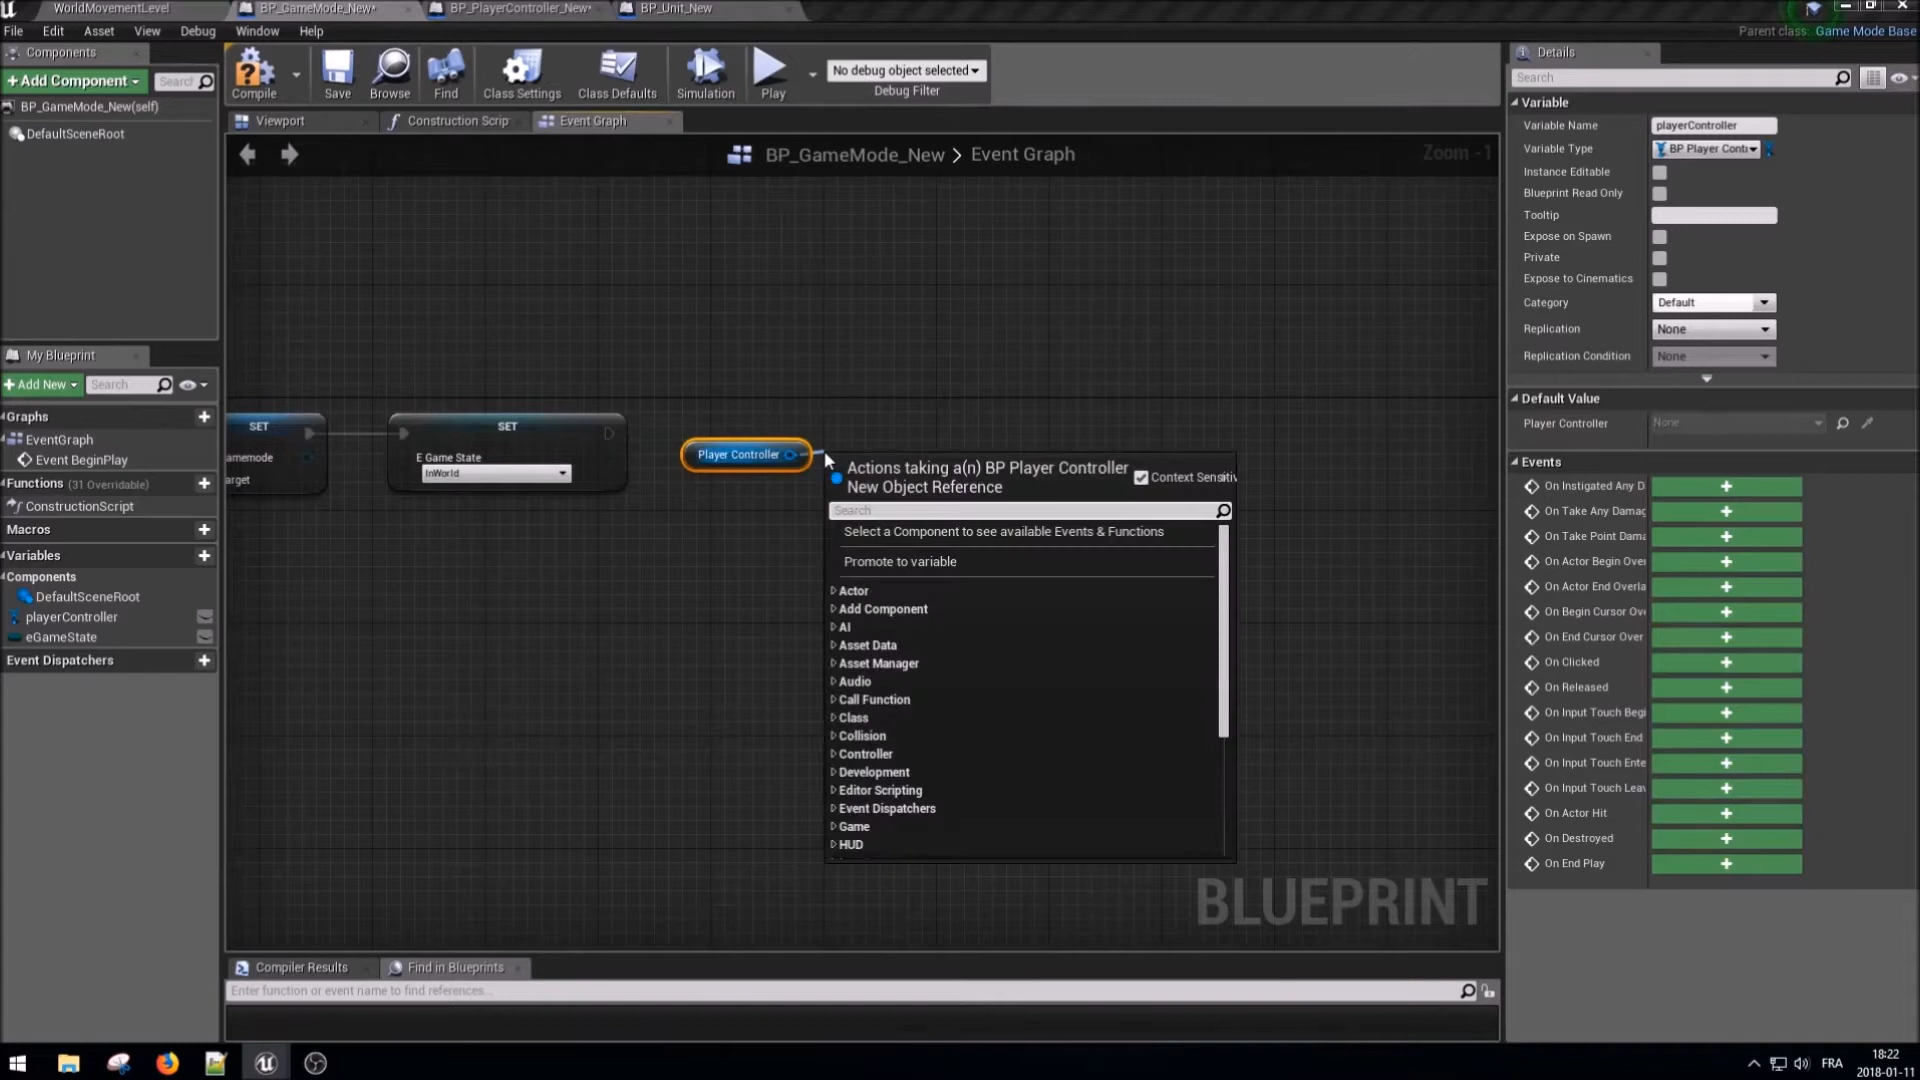 WorldMovementLevel
BP_GameMode_New*
BP_PlayerController_New*
BP_Unit_New
File Edit Asset View Debug Window Help
Parent class: Game Mode Base
Components
+Add Component
Search
BP_GameMode_New(self)
DefaultSceneRoot
Compile
Save
Browse
Find
Class Settings
Class Defaults
Simulation
Play
No debug object selected
Debug Filter
Viewport
Construction Scrip
Event Graph
BP_GameMode_New > Event Graph
Zoom -1
My Blueprint
+Add New
Search
Graphs
EventGraph
Event BeginPlay
Functions (31 Overridable)
ConstructionScript
Macros
Variables
Components
DefaultSceneRoot
playerController
eGameState
Event Dispatchers
SET
amemode
arget
SET
E Game State
InWorld
Player Controller
Actions taking a(n) BP Player Controller
New Object Reference
Context Sensitiv
Search
Select a Component to see available Events & Functions
Promote to variable
Actor
Add Component
AI
Asset Data
Asset Manager
Audio
Call Function
Class
Collision
Controller
Development
Editor Scripting
Event Dispatchers
Game
HUD
BLUEPRINT
Compiler Results
Find in Blueprints
Enter function or event name to find references...
Details
Search
Variable
Variable Name playerController
Variable Type BP Player Conti
Instance Editable
Blueprint Read Only
Tooltip
Expose on Spawn
Private
Expose to Cinematics
Category Default
Replication None
Replication Condition None
Default Value
Player Controller None
Events
On Instigated Any D
On Take Any Damag
On Take Point Dama
On Actor Begin Over
On Actor End Overla
On Begin Cursor Ov
On End Cursor Over
On Clicked
On Released
On Input Touch Begi
On Input Touch End
On Input Touch Ente
On Input Touch Leav
On Actor Hit
On Destroyed
On End Play
FRA
18:22
2018-01-11